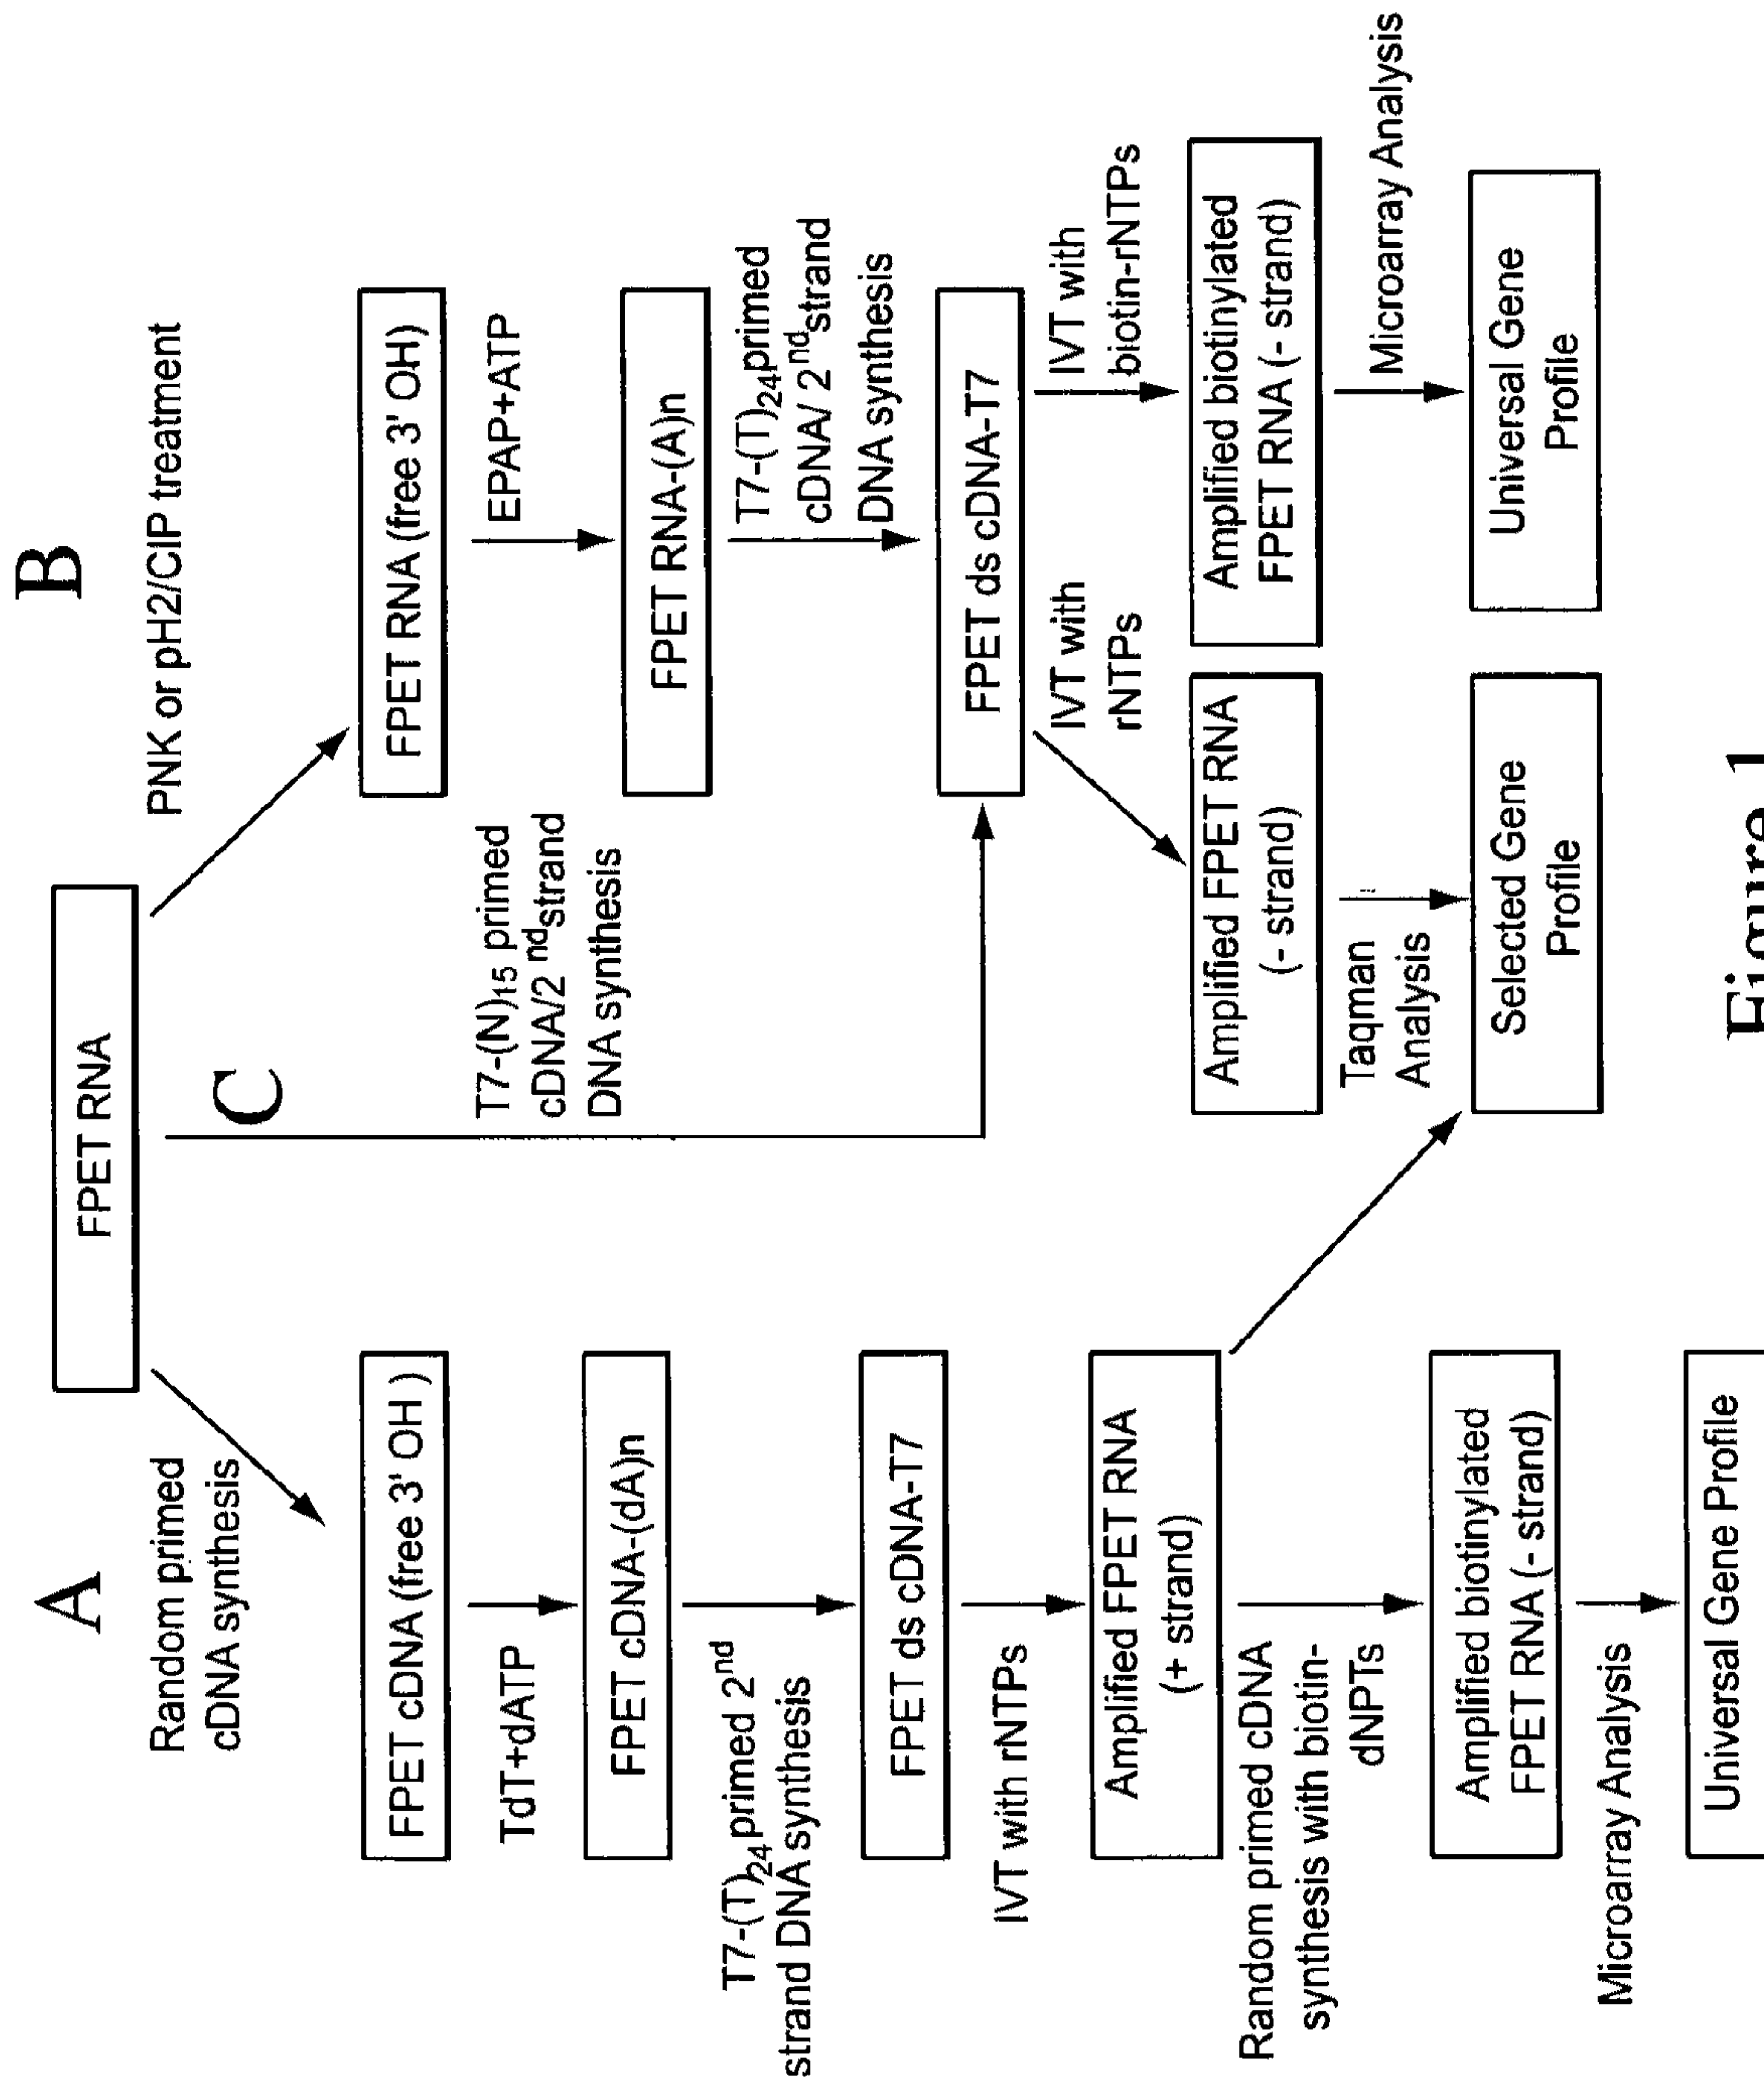 A
B
FPET RNA
Random primed
cDNA synthesis
PNK or pH2/CIP treatment
C
FPET cDNA (free 3' OH )
FPET RNA (free 3' OH)
TdT+dATP
T7-(N)15 primed
cDNA/2 nd strand
DNA synthesis
EPAP+ATP
FPET cDNA-(dA)n
FPET RNA-(A)n
T7-(T)24 primed 2nd
strand DNA synthesis
T7-(T)24 primed
cDNA/ 2nd strand
DNA synthesis
FPET ds cDNA-T7
FPET ds cDNA-T7
IVT with rNTPs
IVT with
rNTPs
IVT with
biotin-rNTPs
Amplified FPET RNA
(+ strand)
Amplified FPET RNA
(- strand)
Amplified biotinylated
FPET RNA (- strand)
Random primed cDNA
synthesis with biotin-
dNPTs
Taqman
Analysis
Microarray Analysis
Amplified biotinylated
FPET RNA (- strand)
Selected Gene
Profile
Universal Gene
Profile
Microarray Analysis
Universal Gene Profile
Figure 1